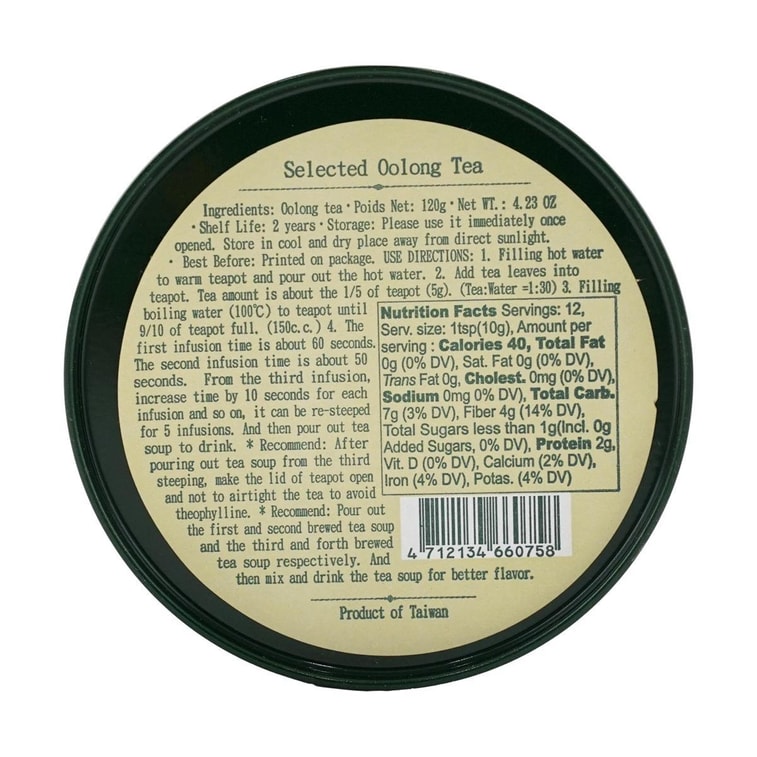 Selected Oolong Tea
Ingredients: Oolong tea · Poids Net: 120g · Net WT. : 4.23 OZ
· Shelf Life: 2 years · Storage: Please use it immediately once
opened. Store in cool and dry place away from direct sunlight.
· Best Before: Printed on package. USE DIRECTIONS: 1. Filling hot water
to warm teapot and pour out the hot water. 2. Add tea leaves into
teapot. Tea amount is about the 1/5 of teapot (5g). (Tea:Water =1:30) 3. Filling
boiling water (100℃) to teapot until
9/10 of teapot full. (150c.c.) 4. The
first infusion time is about 60 seconds.
The second infusion time is about 50
seconds. From the third infusion,
increase time by 10 seconds for each
infusion and so on, it can be re-steeped
for 5 infusions. And then pour out tea
soup to drink. * Recommend: After
pouring out tea soup from the third
steeping, make the lid of teapot open
and not to airtight the tea to avoid
theophylline. * Recommend: Pour out
the first and second brewed tea soup
and the third and forth brewed
tea soup respectively. And
then mix and drink the tea soup for better flavor.
Nutrition Facts Servings: 12,
Serv. size: 1tsp(10g), Amount per
serving : Calories 40, Total Fat
0g (0% DV), Sat. Fat 0g (0% DV),
Trans Fat 0g, Cholest. 0mg (0% DV),
Sodium 0mg 0% DV), Total Carb.
7g (3% DV), Fiber 4g (14% DV),
Total Sugars less than 1g(Incl. 0g
Added Sugars, 0% DV), Protein 2g,
Vit. D (0% DV), Calcium (2% DV),
Iron (4% DV), Potas. (4% DV)
4 712134 660758
Product of Taiwan